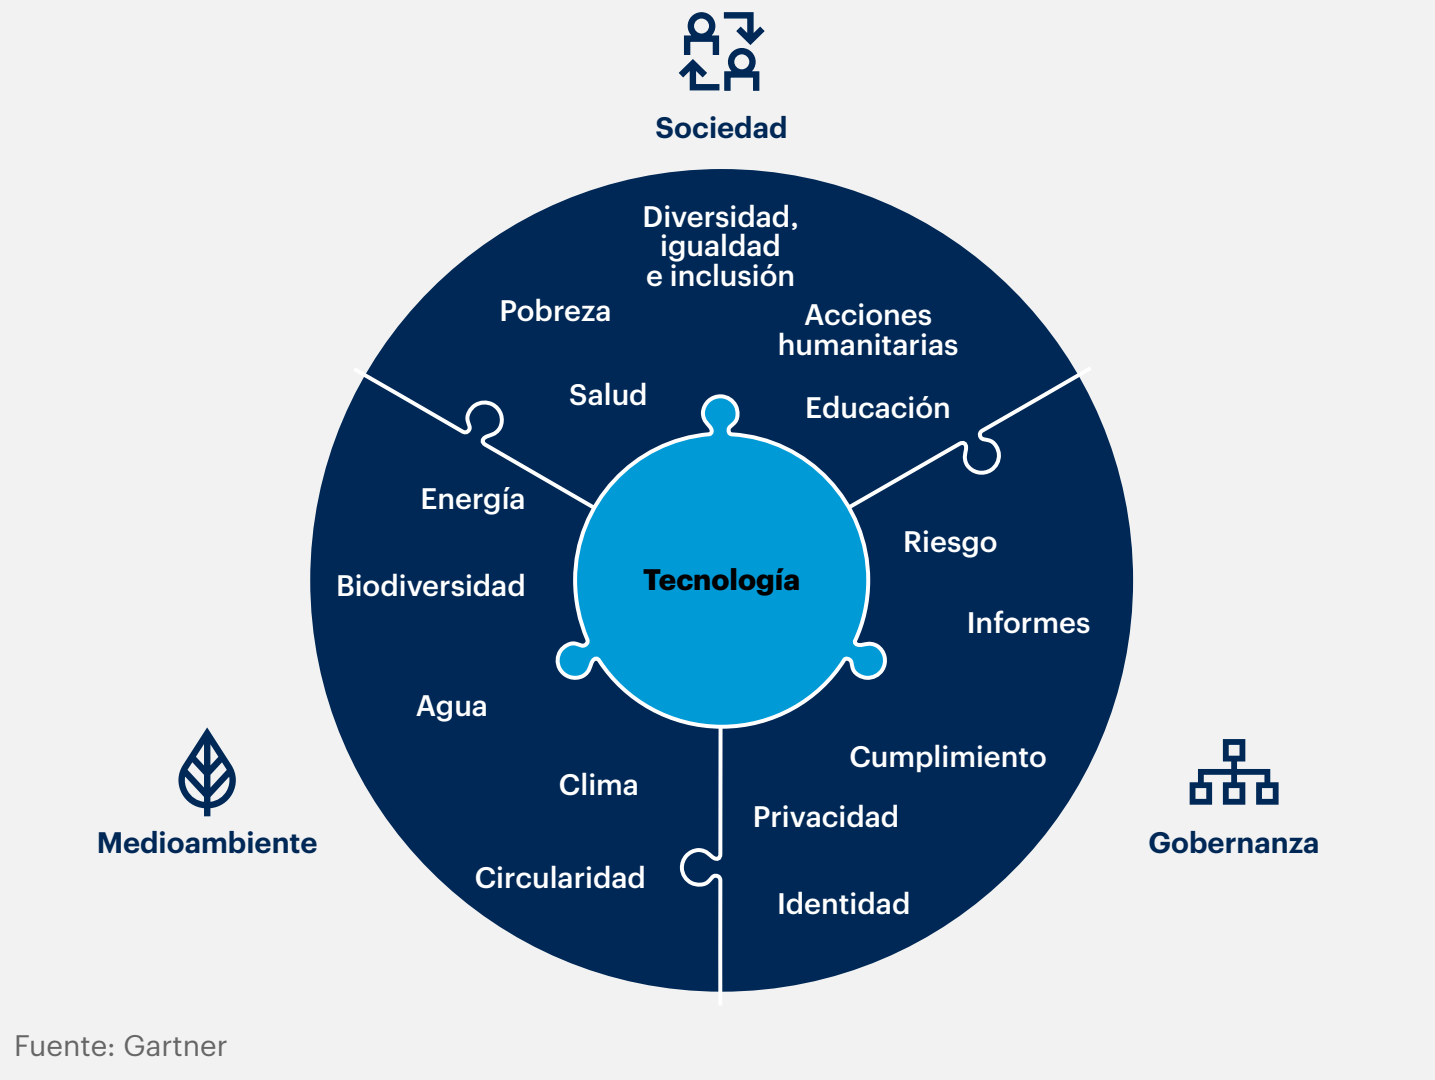 Sociedad
Diversidad,
igualdad
e inclusión
Pobreza
Acciones
humanitarias
Salud
Educación
Energía
Riesgo
Biodiversidad
Tecnología
Informes
Agua
Cumplimiento
Clima
Privacidad
Medioambiente
Gobernanza
Circularidad
Identidad
Fuente: Gartner